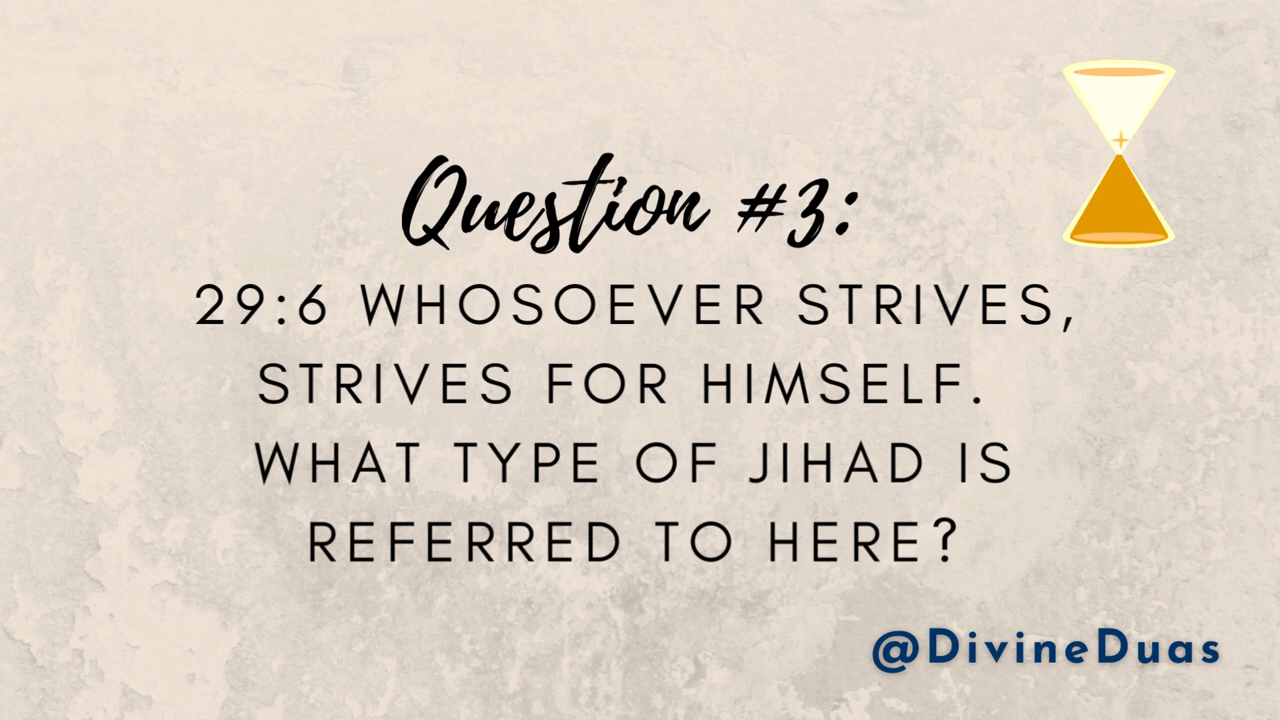 Question #3:
29:6 WHOSOEVER STRIVES,
STRIVES FOR HIMSELF.
WHAT TYPE OF JIHAD IS
REFERRED TO HERE?
@DivineDuas